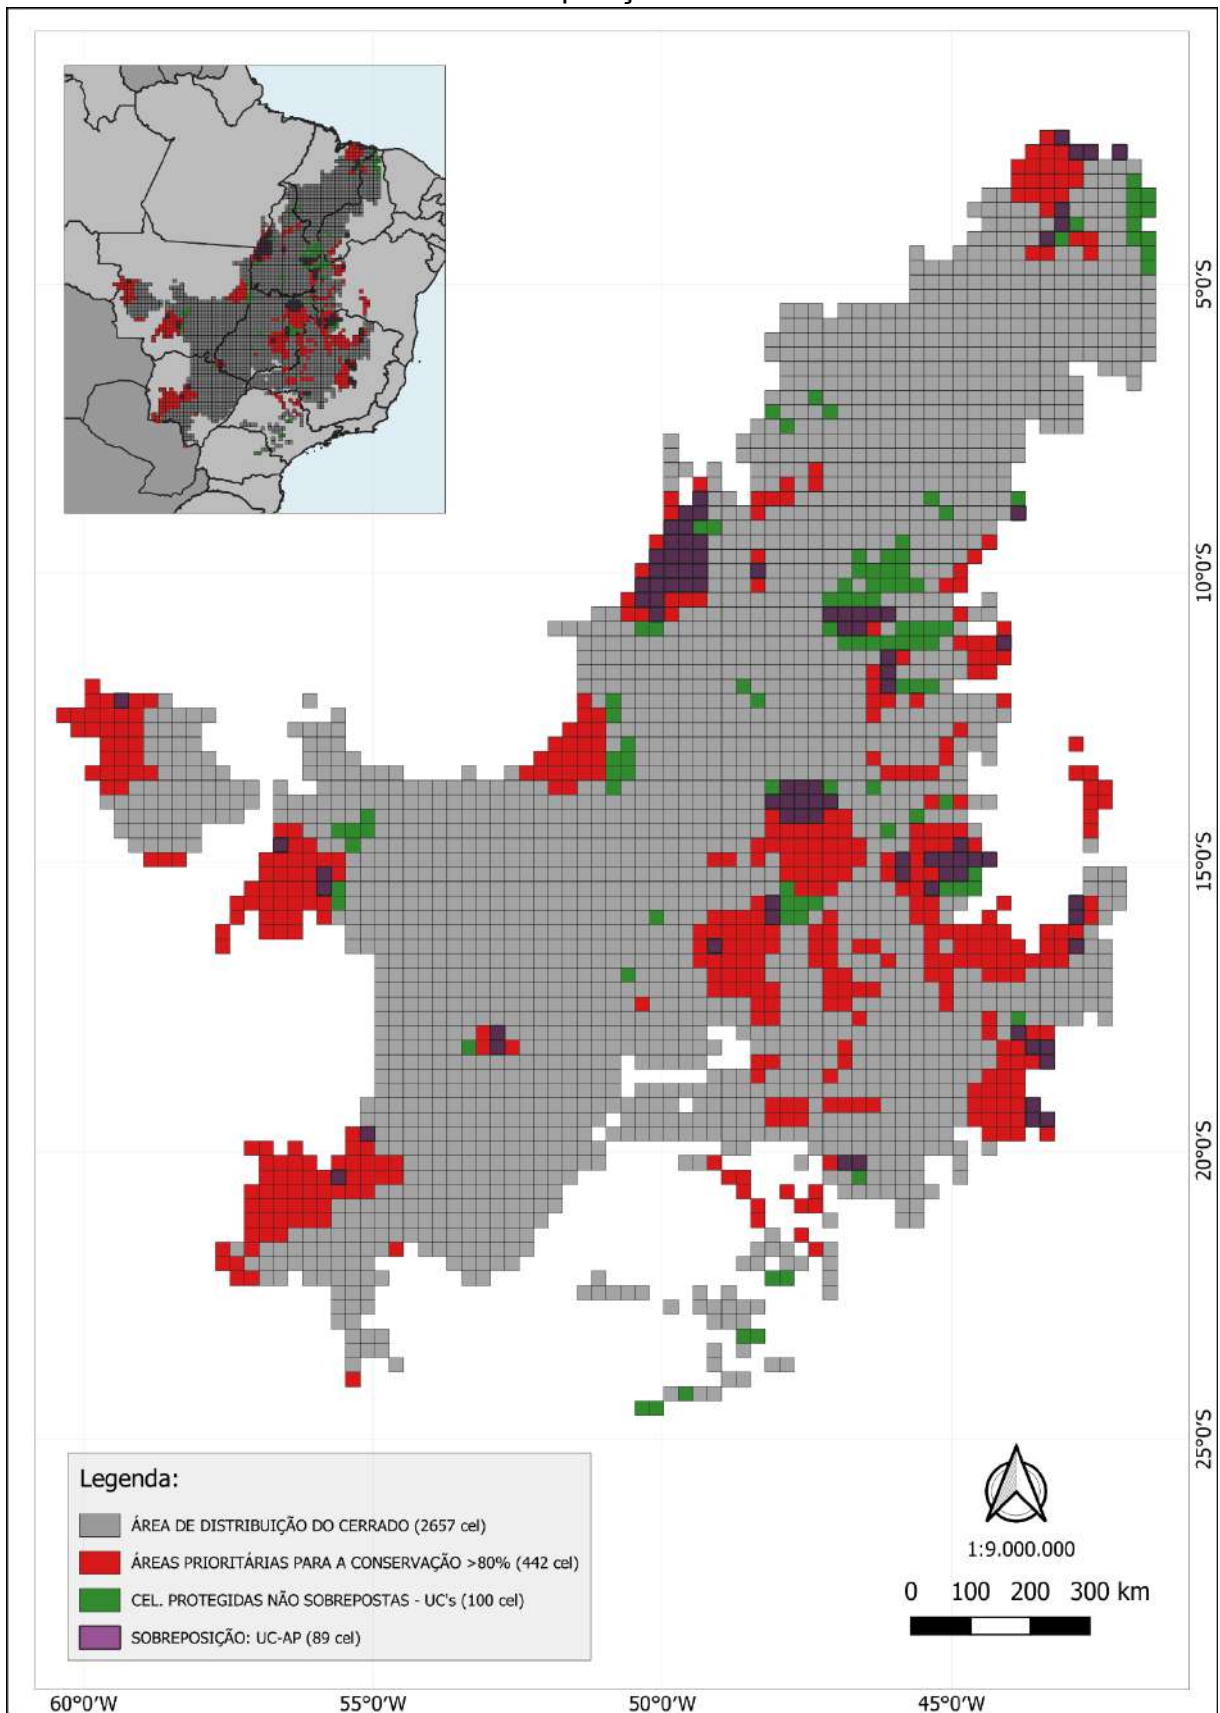 5°0'S
10°0'S
15°0'S
20°0'S
25°0'S
Legenda:
ÁREA DE DISTRIBUIÇÃO DO CERRADO (2657 cel)
ÁREAS PRIORITÁRIAS PARA A CONSERVAÇÃO >80% (442 cel)
CEL. PROTEGIDAS NÃO SOBREPOSTAS - UC's (100 cel)
SOBREPOSIÇÃO: UC-AP (89 cel)
1:9.000.000
0 100 200 300 km
60°0'W 55°0'W 50°0'W 45°0'W